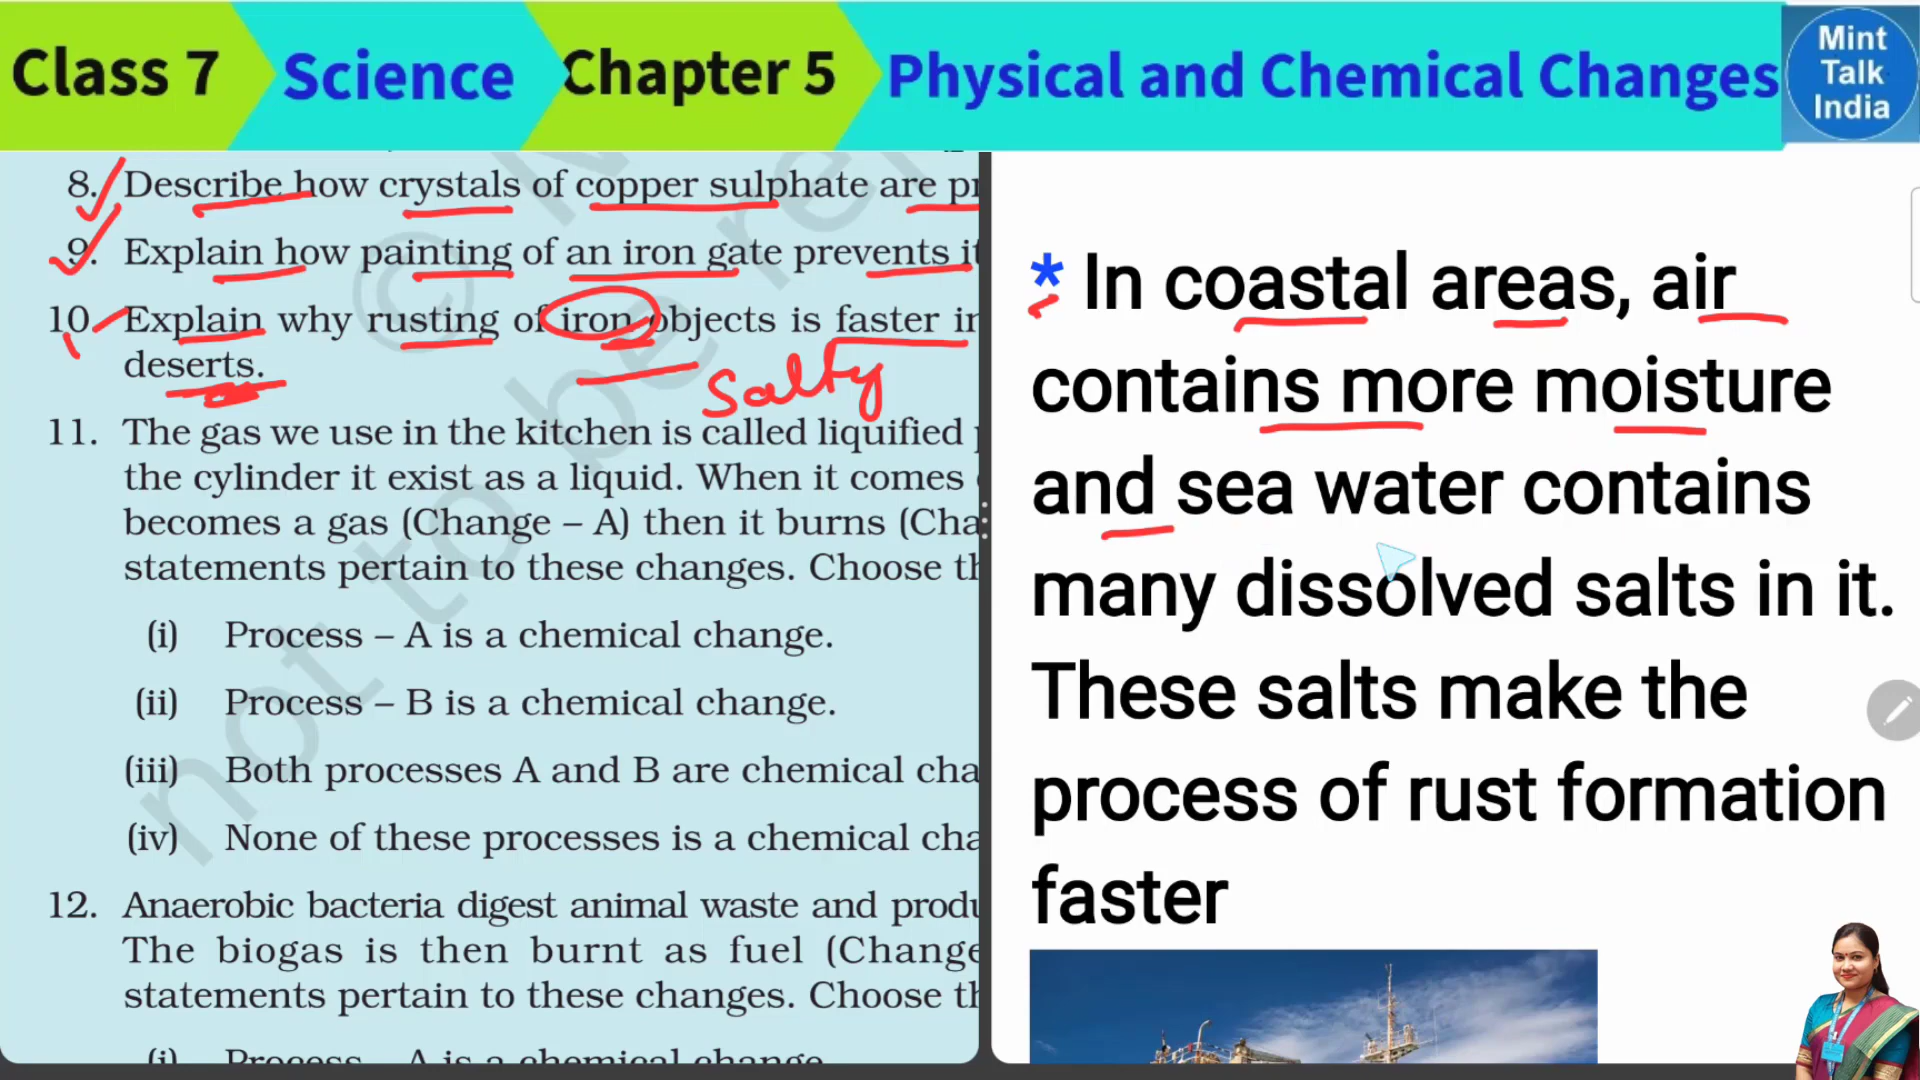 Class 7 Science Chapter 5 Physical and Chemical Changes
Mint
Talk
India
8. Describe how crystals of copper sulphate are pr
9. Explain how painting of an iron gate prevents it
10. Explain why rusting of iron objects is faster in
deserts.
Salty
11. The gas we use in the kitchen is called liquified p
the cylinder it exist as a liquid. When it comes
becomes a gas (Change – A) then it burns (Cha
statements pertain to these changes. Choose th
(i) Process – A is a chemical change.
(ii) Process – B is a chemical change.
(iii) Both processes A and B are chemical cha
(iv) None of these processes is a chemical cha
12. Anaerobic bacteria digest animal waste and produ
The biogas is then burnt as fuel (Change
statements pertain to these changes. Choose th
(i) Process – A is a chemical change.
* In coastal areas, air
contains more moisture
and sea water contains
many dissolved salts in it.
These salts make the
process of rust formation
faster